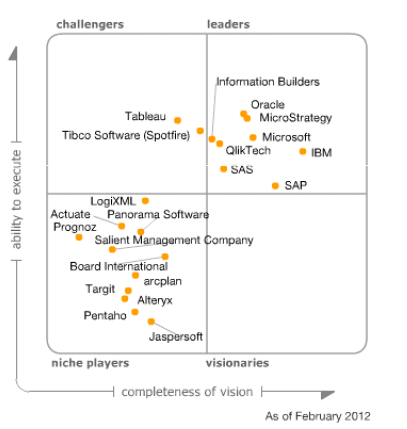 challengers
leaders
Information Builders
Oracle
Tableau
MicroStrategy
Tibco Software (Spotfire)
Microsoft
QlikTech
IBM
SAS
SAP
ability to execute
LogiXML
Actuate
Panorama Software
Prognoz
Salient Management Company
Board International
arcplan
Targit
Alteryx
Pentaho
Jaspersoft
niche players
visionaries
completeness of vision
As of February 2012